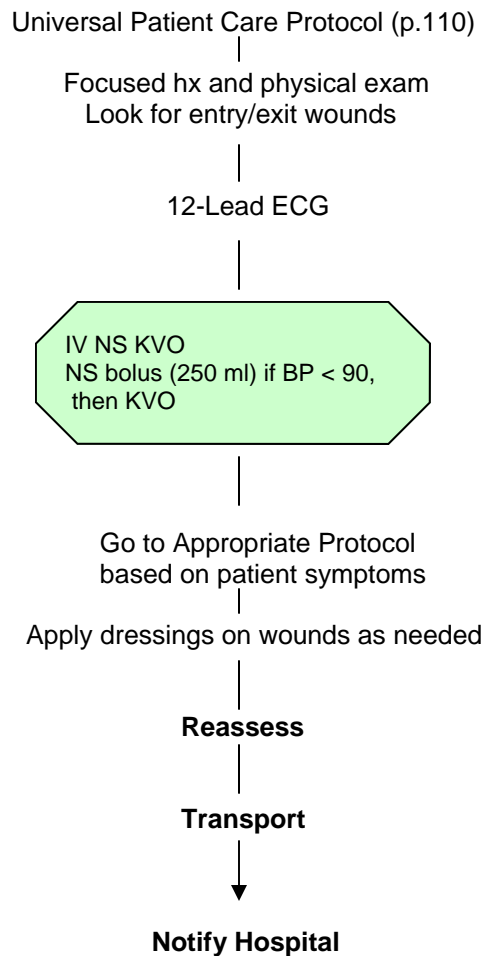 Universal Patient Care Protocol (p.110)
Focused hx and physical exam
Look for entry/exit wounds
12-Lead ECG
IV NS KVO
NS bolus (250 ml) if BP < 90,
then KVO
Go to Appropriate Protocol
based on patient symptoms
Apply dressings on wounds as needed
Reassess
Transport
Notify Hospital